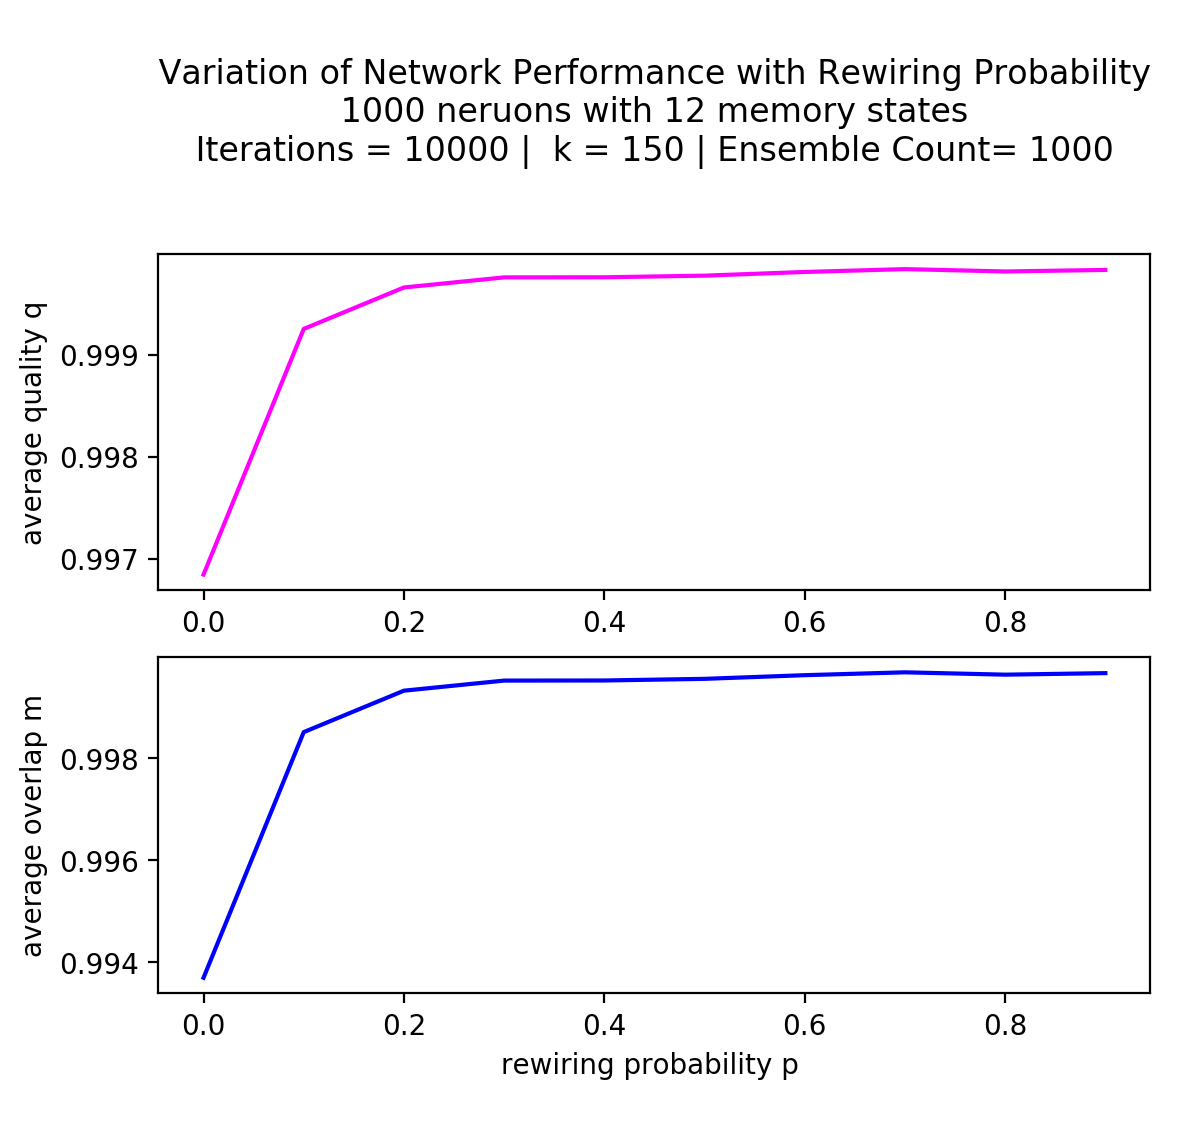 Variation of Network Performance with Rewiring Probability
1000 neruons with 12 memory states
Iterations = 10000 |  k = 150 | Ensemble Count= 1000
average quality q
0.999
0.998
0.997
0.0 0.2 0.4 0.6 0.8
average overlap m
0.998
0.996
0.994
0.0 0.2 0.4 0.6 0.8
rewiring probability p